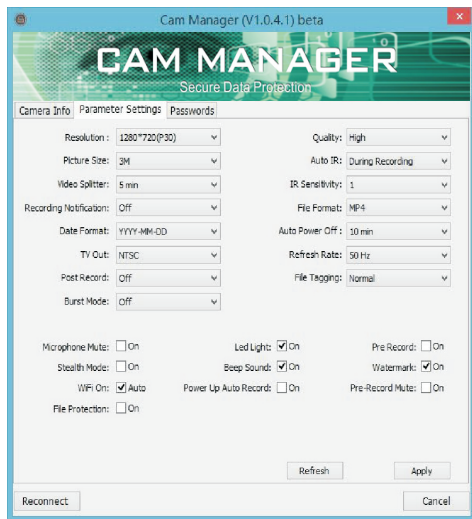 Cam Manager (V1.0.4.1) beta
CAM MANAGER
Secure Data Protection
Camera Info Parameter Settings Passwords
Resolution : 1280*720(P30) Quality: High
Picture Size: 3M Auto IR: During Recording
Video Splitter: 5 min IR Sensitivity: 1
Recording Notification: Off File Format: MP4
Date Format: YYYY-MM-DD Auto Power Off : 10 min
TV Out: NTSC Refresh Rate: 50 Hz
Post Record: Off File Tagging: Normal
Burst Mode: Off
Microphone Mute: On Led Light: On Pre Record: On
Stealth Mode: On Beep Sound: On Watermark: On
WiFi On: Auto Power Up Auto Record: On Pre-Record Mute: On
File Protection: On
Refresh Apply
Reconnect Cancel